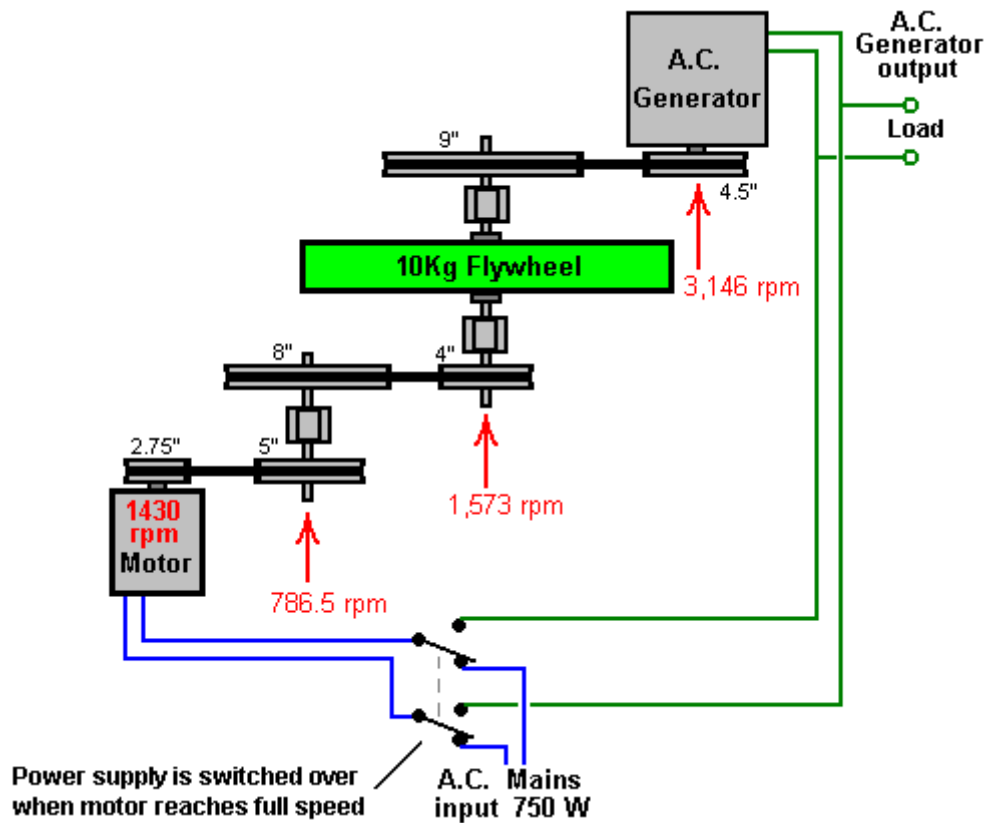 A.C.
Generator
output
A.C.
Generator
Load
9"
4.5"
10Kg Flywheel
3,146 rpm
8"
4"
2.75"
5"
1,573 rpm
1430
rpm
Motor
786.5 rpm
Power supply is switched over
when motor reaches full speed
A.C. Mains
input 750 W